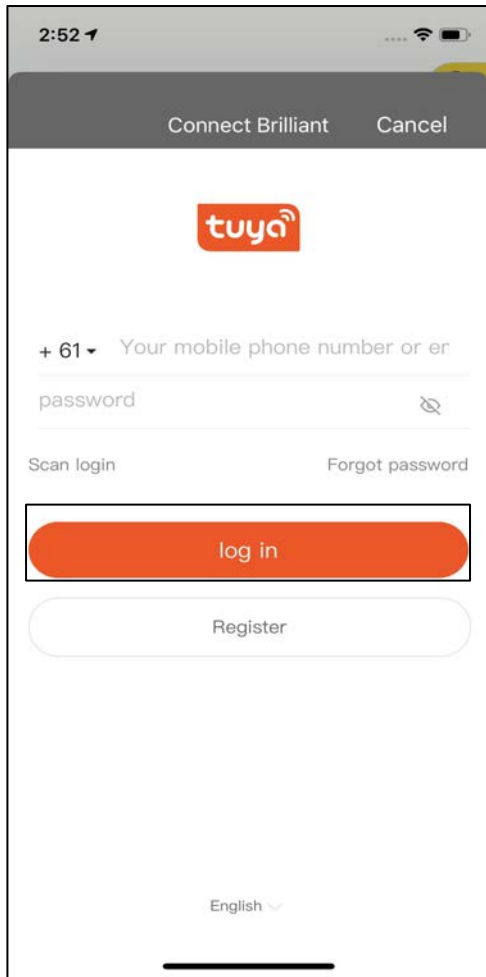 2:52
Connect Brilliant Cancel
tuya
+ 61 Your mobile phone number or er
password
Scan login Forgot password
log in
Register
English